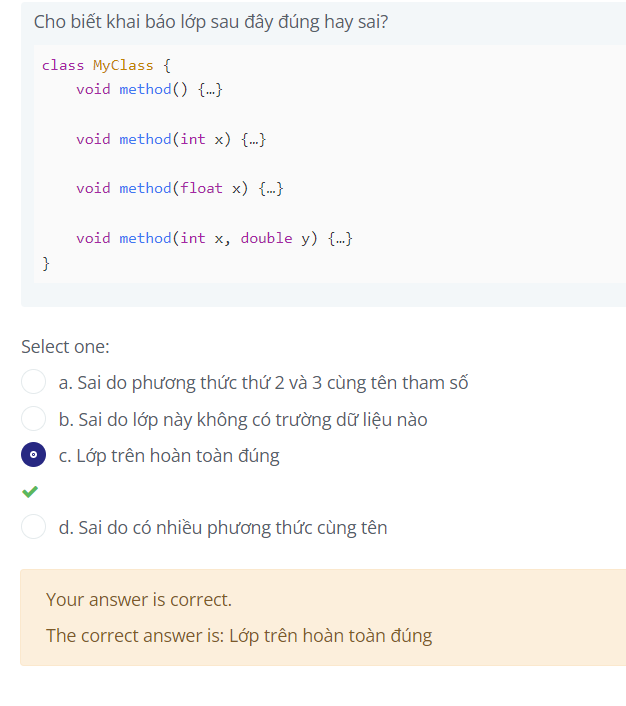 Cho biết khai báo lớp sau đây đúng hay sai?
class MyClass {
void method() {…}
void method(int x) {…}
void method(float x) {…}
void method(int x, double y) {…}
}
Select one:
a. Sai do phương thức thứ 2 và 3 cùng tên tham số
b. Sai do lớp này không có trường dữ liệu nào
c. Lớp trên hoàn toàn đúng
d. Sai do có nhiều phương thức cùng tên
Your answer is correct.
The correct answer is: Lớp trên hoàn toàn đúng